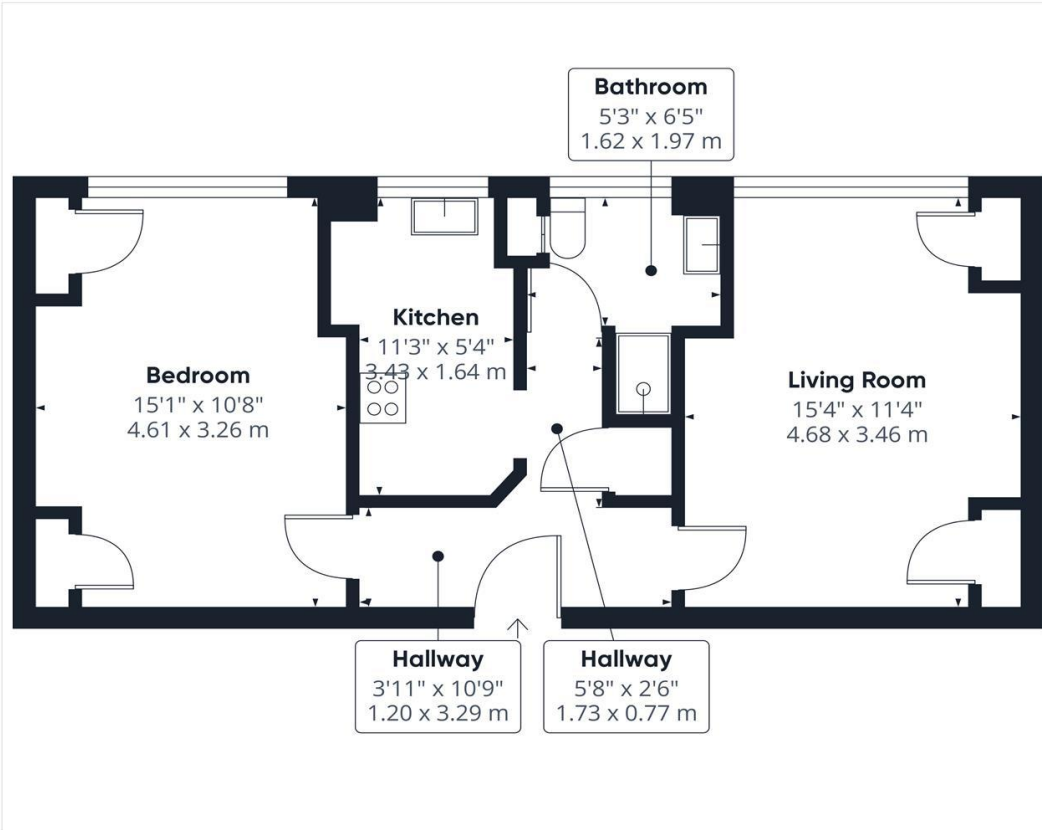 Bathroom
5'3" x 6'5"
1.62 x 1.97 m
Kitchen
11'3" x 5'4"
3.43 x 1.64 m
Bedroom
15'1" x 10'8"
4.61 x 3.26 m
Living Room
15'4" x 11'4"
4.68 x 3.46 m
Hallway
3'11" x 10'9"
1.20 x 3.29 m
Hallway
5'8" x 2'6"
1.73 x 0.77 m